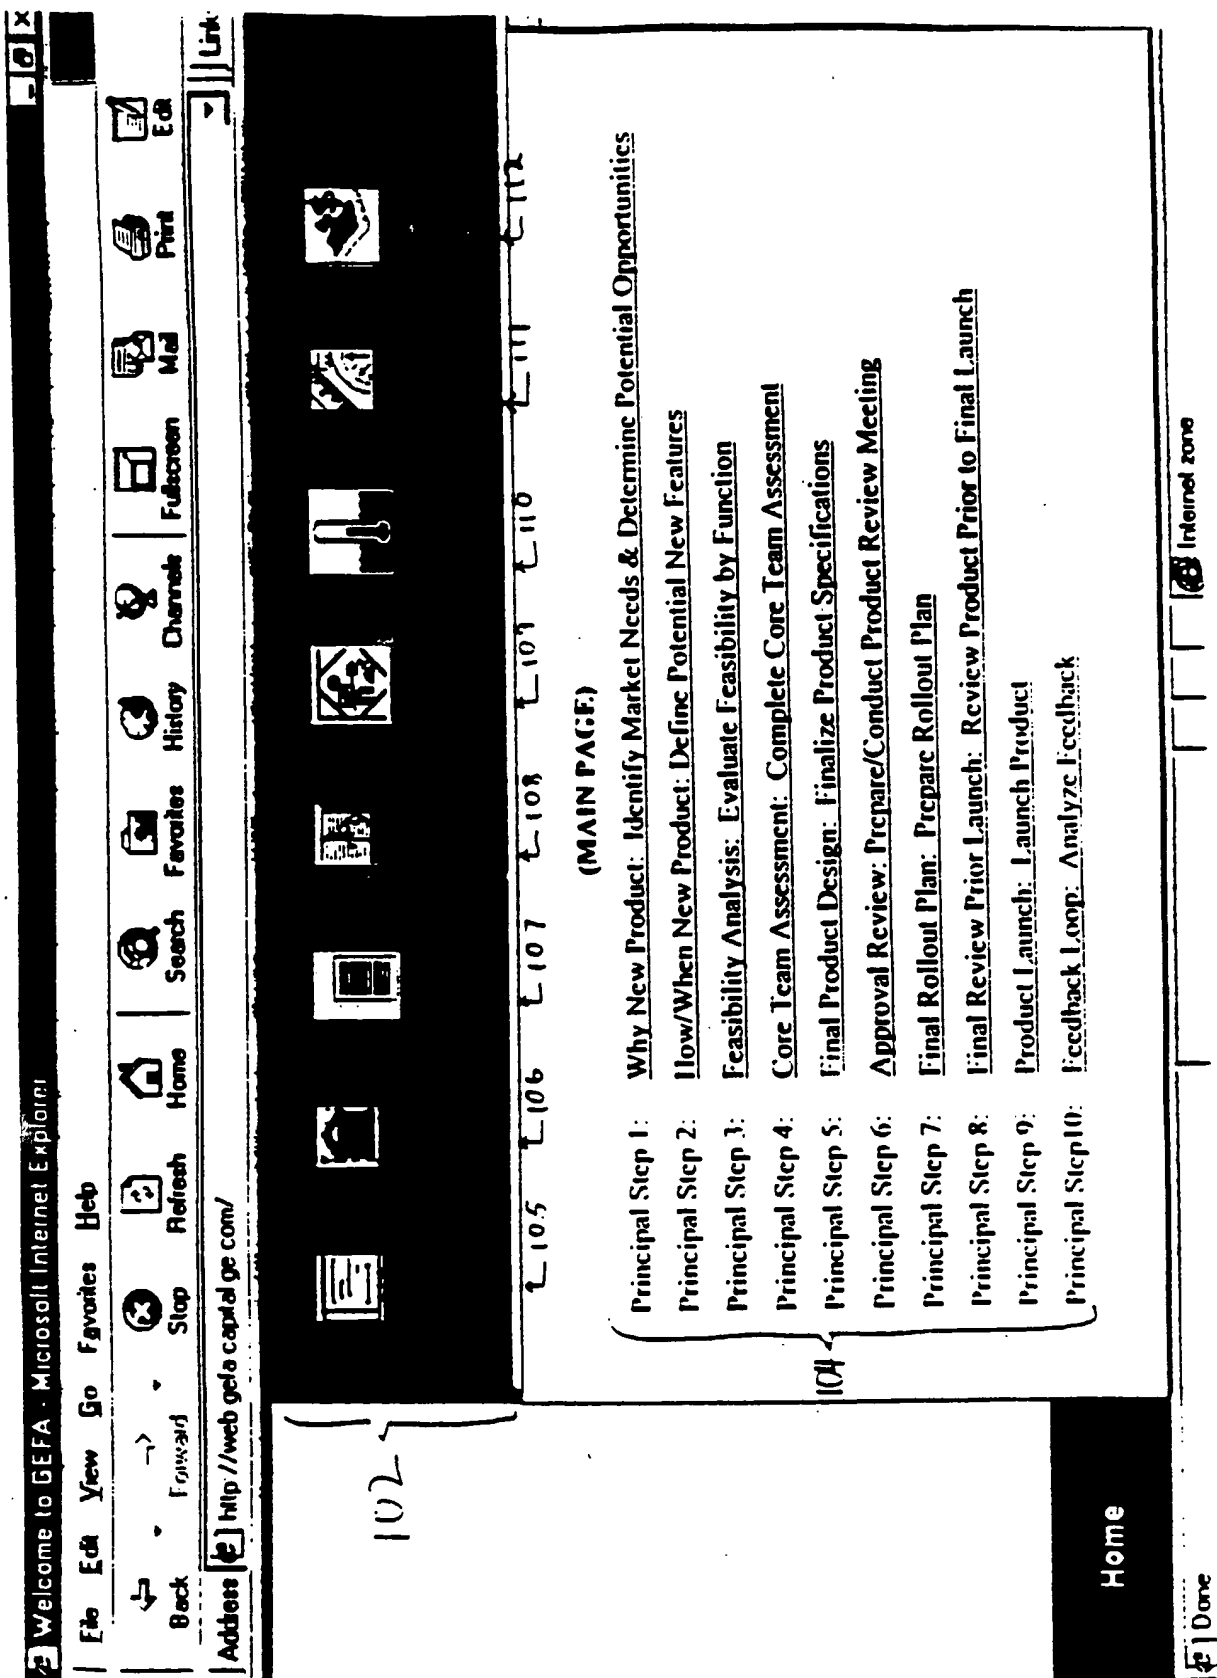 Welcome to GEFA - Microsoft Internet Explorer
File Edit View Go Favorites Help
Back Forward Stop Refresh Home Search Favorites History Channels Fullscreen Mail Print Edit
Address http://web.gefa.capital.ge.com/ Link
102
105 106 107 108 109 110 111 112
(MAIN PAGE)
104
Principal Step 1: Why New Product: Identify Market Needs & Determine Potential Opportunities
Principal Step 2: How/When New Product: Define Potential New Features
Principal Step 3: Feasibility Analysis: Evaluate Feasibility by Function
Principal Step 4: Core Team Assessment: Complete Core Team Assessment
Principal Step 5: Final Product Design: Finalize Product Specifications
Principal Step 6: Approval Review: Prepare/Conduct Product Review Meeting
Principal Step 7: Final Rollout Plan: Prepare Rollout Plan
Principal Step 8: Final Review Prior Launch: Review Product Prior to Final Launch
Principal Step 9: Product Launch: Launch Product
Principal Step10: Feedback Loop: Analyze Feedback
Home
Done Internet zone